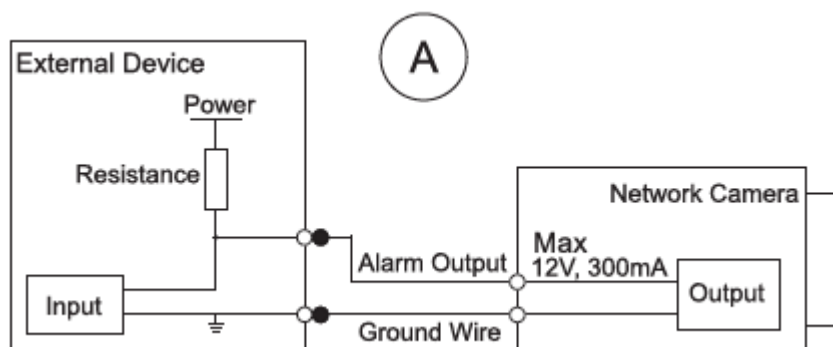 A
External Device
Power
Resistance
Network Camera
Max
12V, 300mA
Alarm Output
Output
Input
Ground Wire